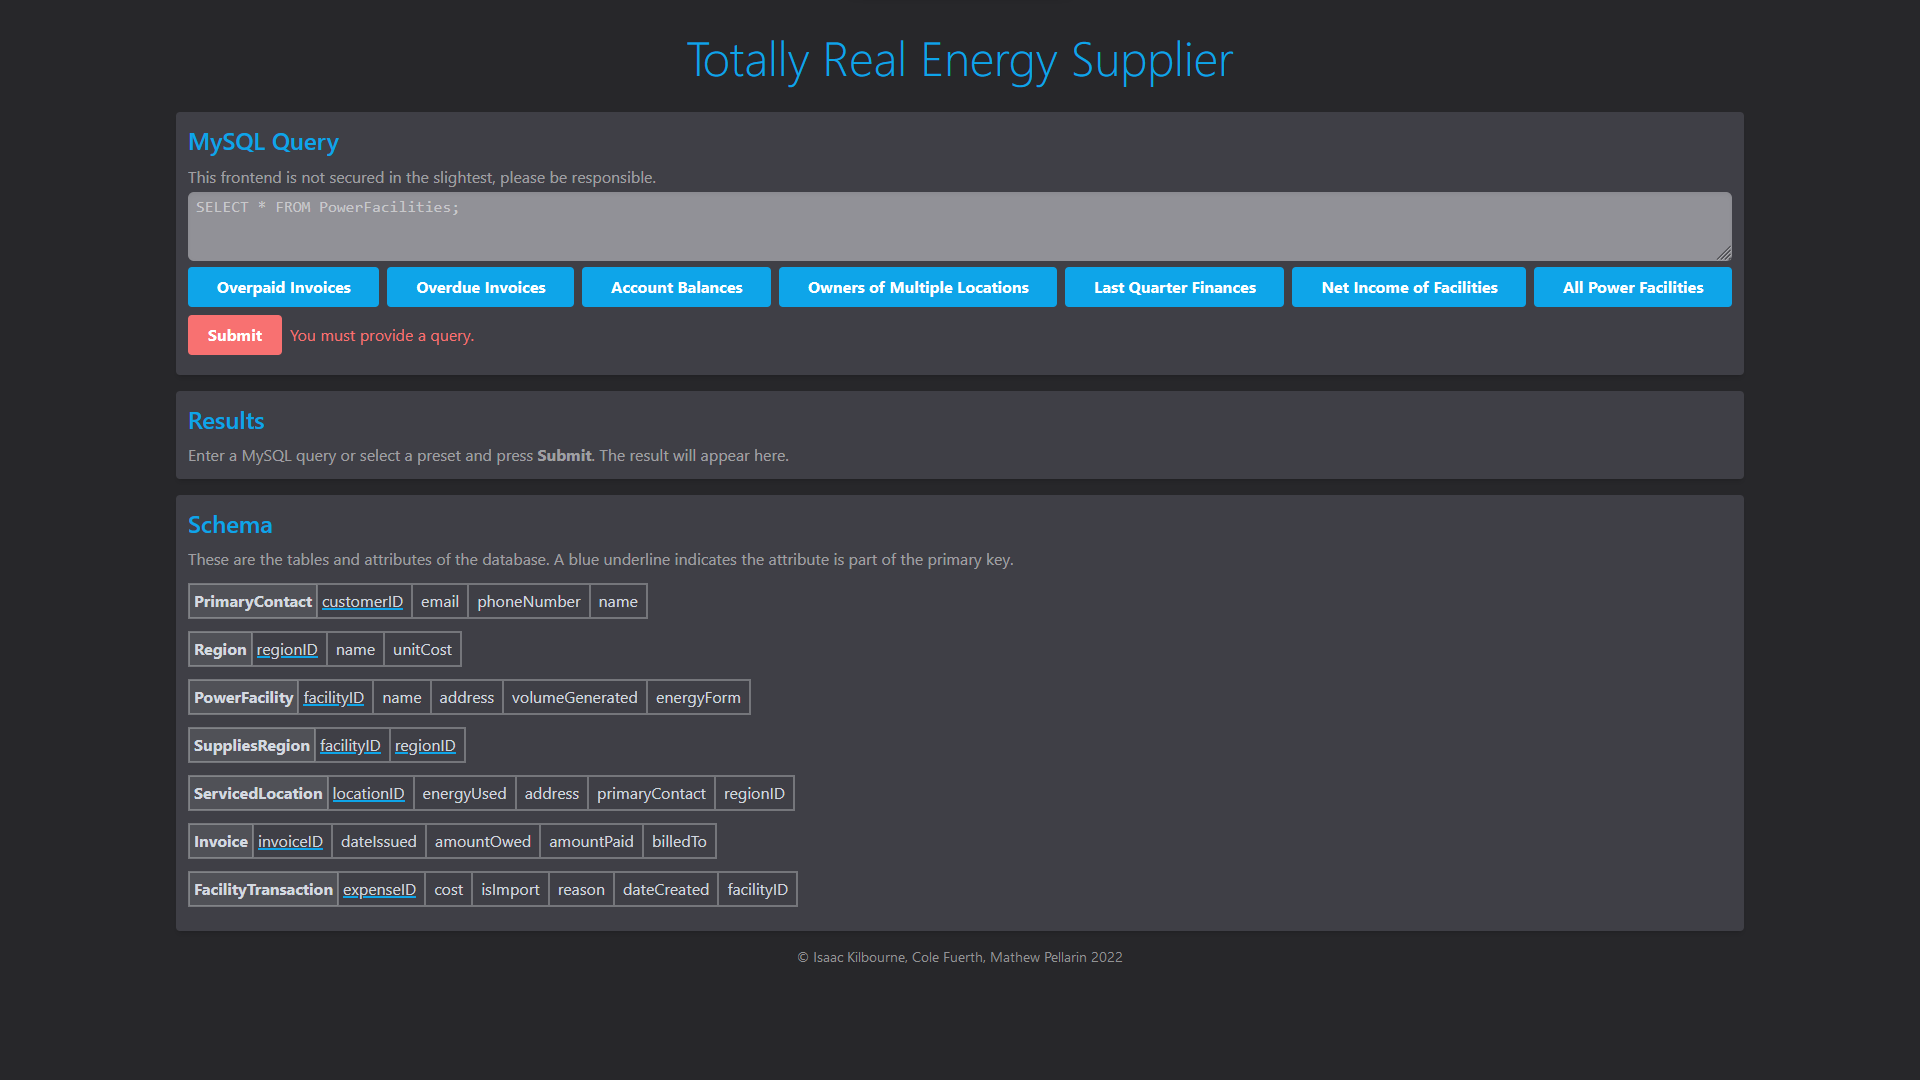 Totally Real Energy Supplier
MySQL Query
This frontend is not secured in the slightest, please be responsible.
SELECT * FROM PowerFacilities;
Overpaid Invoices Overdue Invoices Account Balances Owners of Multiple Locations Last Quarter Finances Net Income of Facilities All Power Facilities
Submit You must provide a query.
Results
Enter a MySQL query or select a preset and press Submit. The result will appear here.
Schema
These are the tables and attributes of the database. A blue underline indicates the attribute is part of the primary key.
PrimaryContact customerID email phoneNumber name
Region regionID name unitCost
PowerFacility facilityID name address volumeGenerated energyForm
SuppliesRegion facilityID regionID
ServicedLocation locationID energyUsed address primaryContact regionID
Invoice invoiceID dateIssued amountOwed amountPaid billedTo
FacilityTransaction expenseID cost isImport reason dateCreated facilityID
© Isaac Kilbourne, Cole Fuerth, Mathew Pellarin 2022